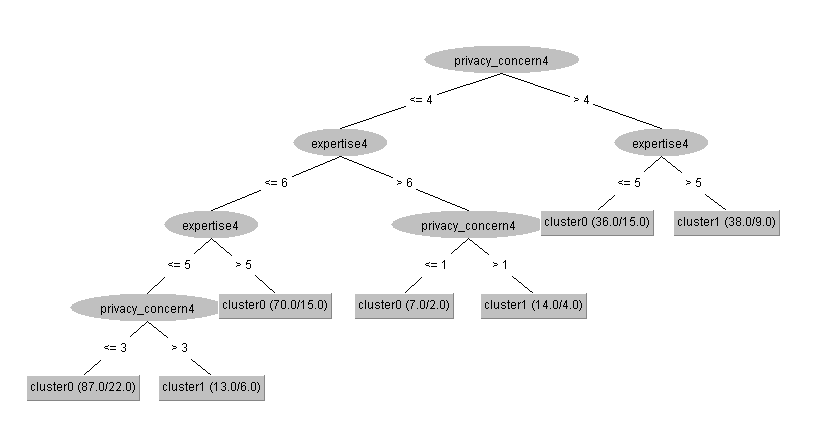 privacy_concern4
<= 4
> 4
expertise4
expertise4
<= 6
> 6
<= 5
> 5
expertise4
privacy_concern4
cluster0 (36.0/15.0)
cluster1 (38.0/9.0)
<= 5
> 5
<= 1
> 1
privacy_concern4
cluster0 (70.0/15.0)
cluster0 (7.0/2.0)
cluster1 (14.0/4.0)
<= 3
> 3
cluster0 (87.0/22.0)
cluster1 (13.0/6.0)